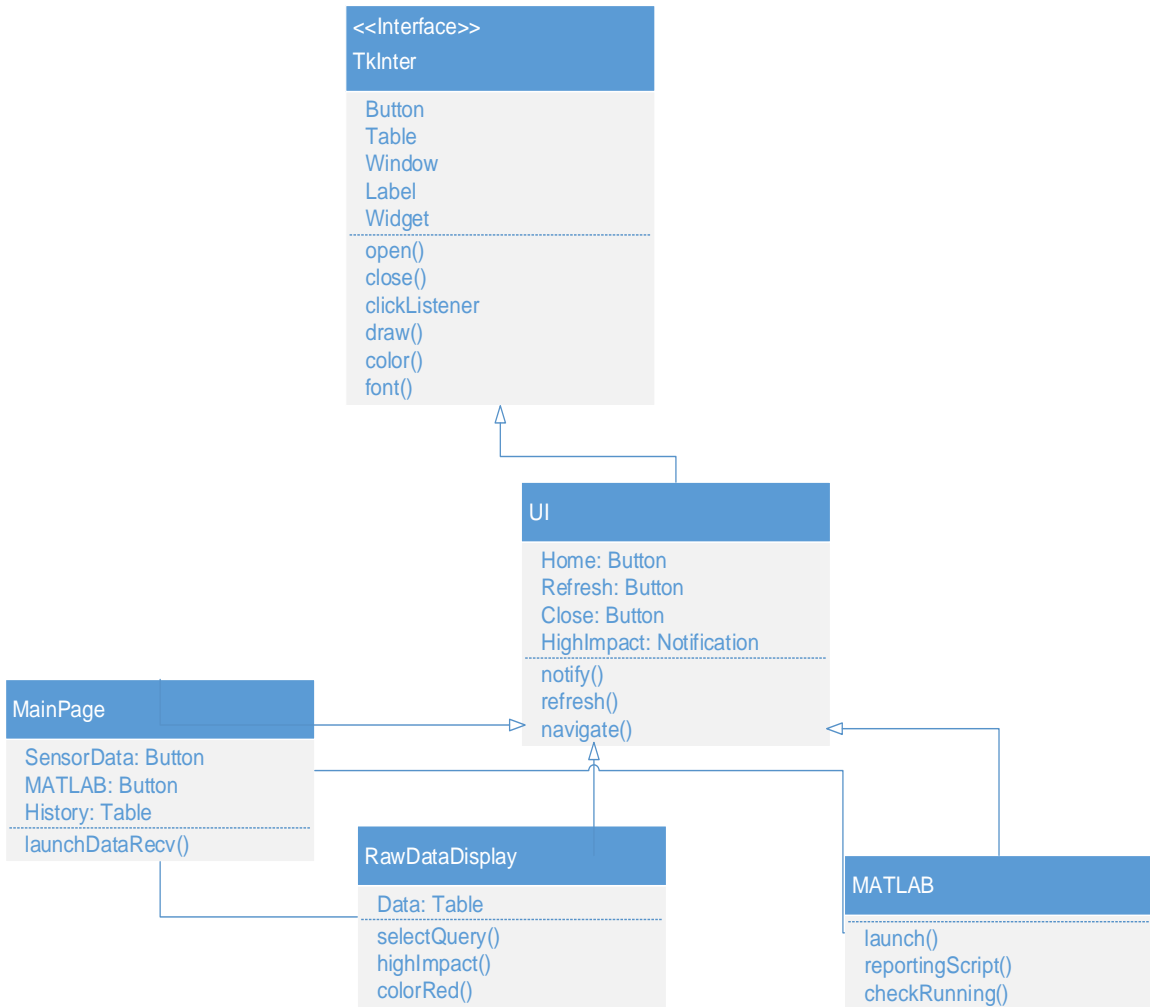 <<Interface>>
TkInter
Button
Table
Window
Label
Widget
open()
close()
clickListener
draw()
color()
font()
UI
Home: Button
Refresh: Button
Close: Button
HighImpact: Notification
notify()
refresh()
navigate()
MainPage
SensorData: Button
MATLAB: Button
History: Table
launchDataRecv()
RawDataDisplay
Data: Table
selectQuery()
highImpact()
colorRed()
MATLAB
launch()
reportingScript()
checkRunning()